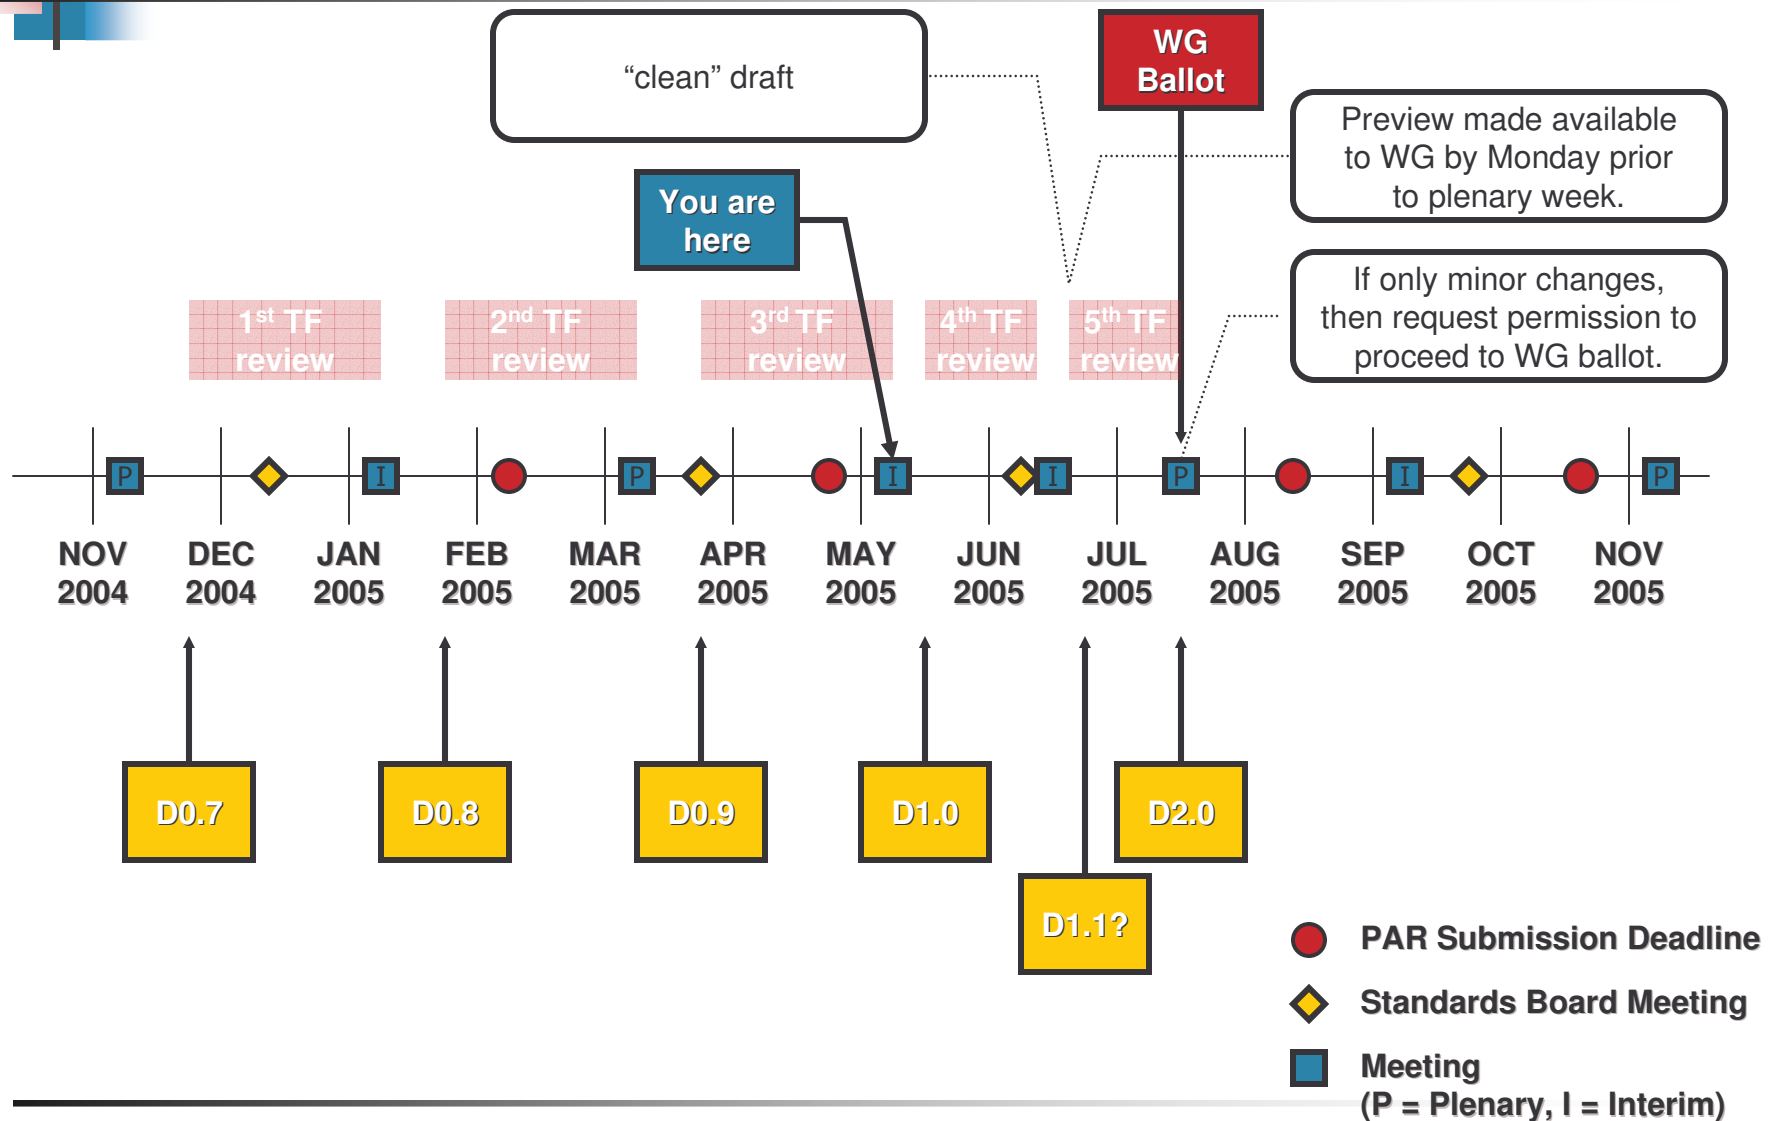 “clean” draft
WG
Ballot
Preview made available
to WG by Monday prior
to plenary week.
You are
here
If only minor changes,
then request permission to
proceed to WG ballot.
1st TF
review
2nd TF
review
3rd TF
review
4th TF
review
5th TF
review
P
I
P
I
I
P
I
P
NOV
2004
DEC
2004
JAN
2005
FEB
2005
MAR
2005
APR
2005
MAY
2005
JUN
2005
JUL
2005
AUG
2005
SEP
2005
OCT
2005
NOV
2005
D0.7
D0.8
D0.9
D1.0
D2.0
D1.1?
PAR Submission Deadline
Standards Board Meeting
Meeting
(P = Plenary, I = Interim)